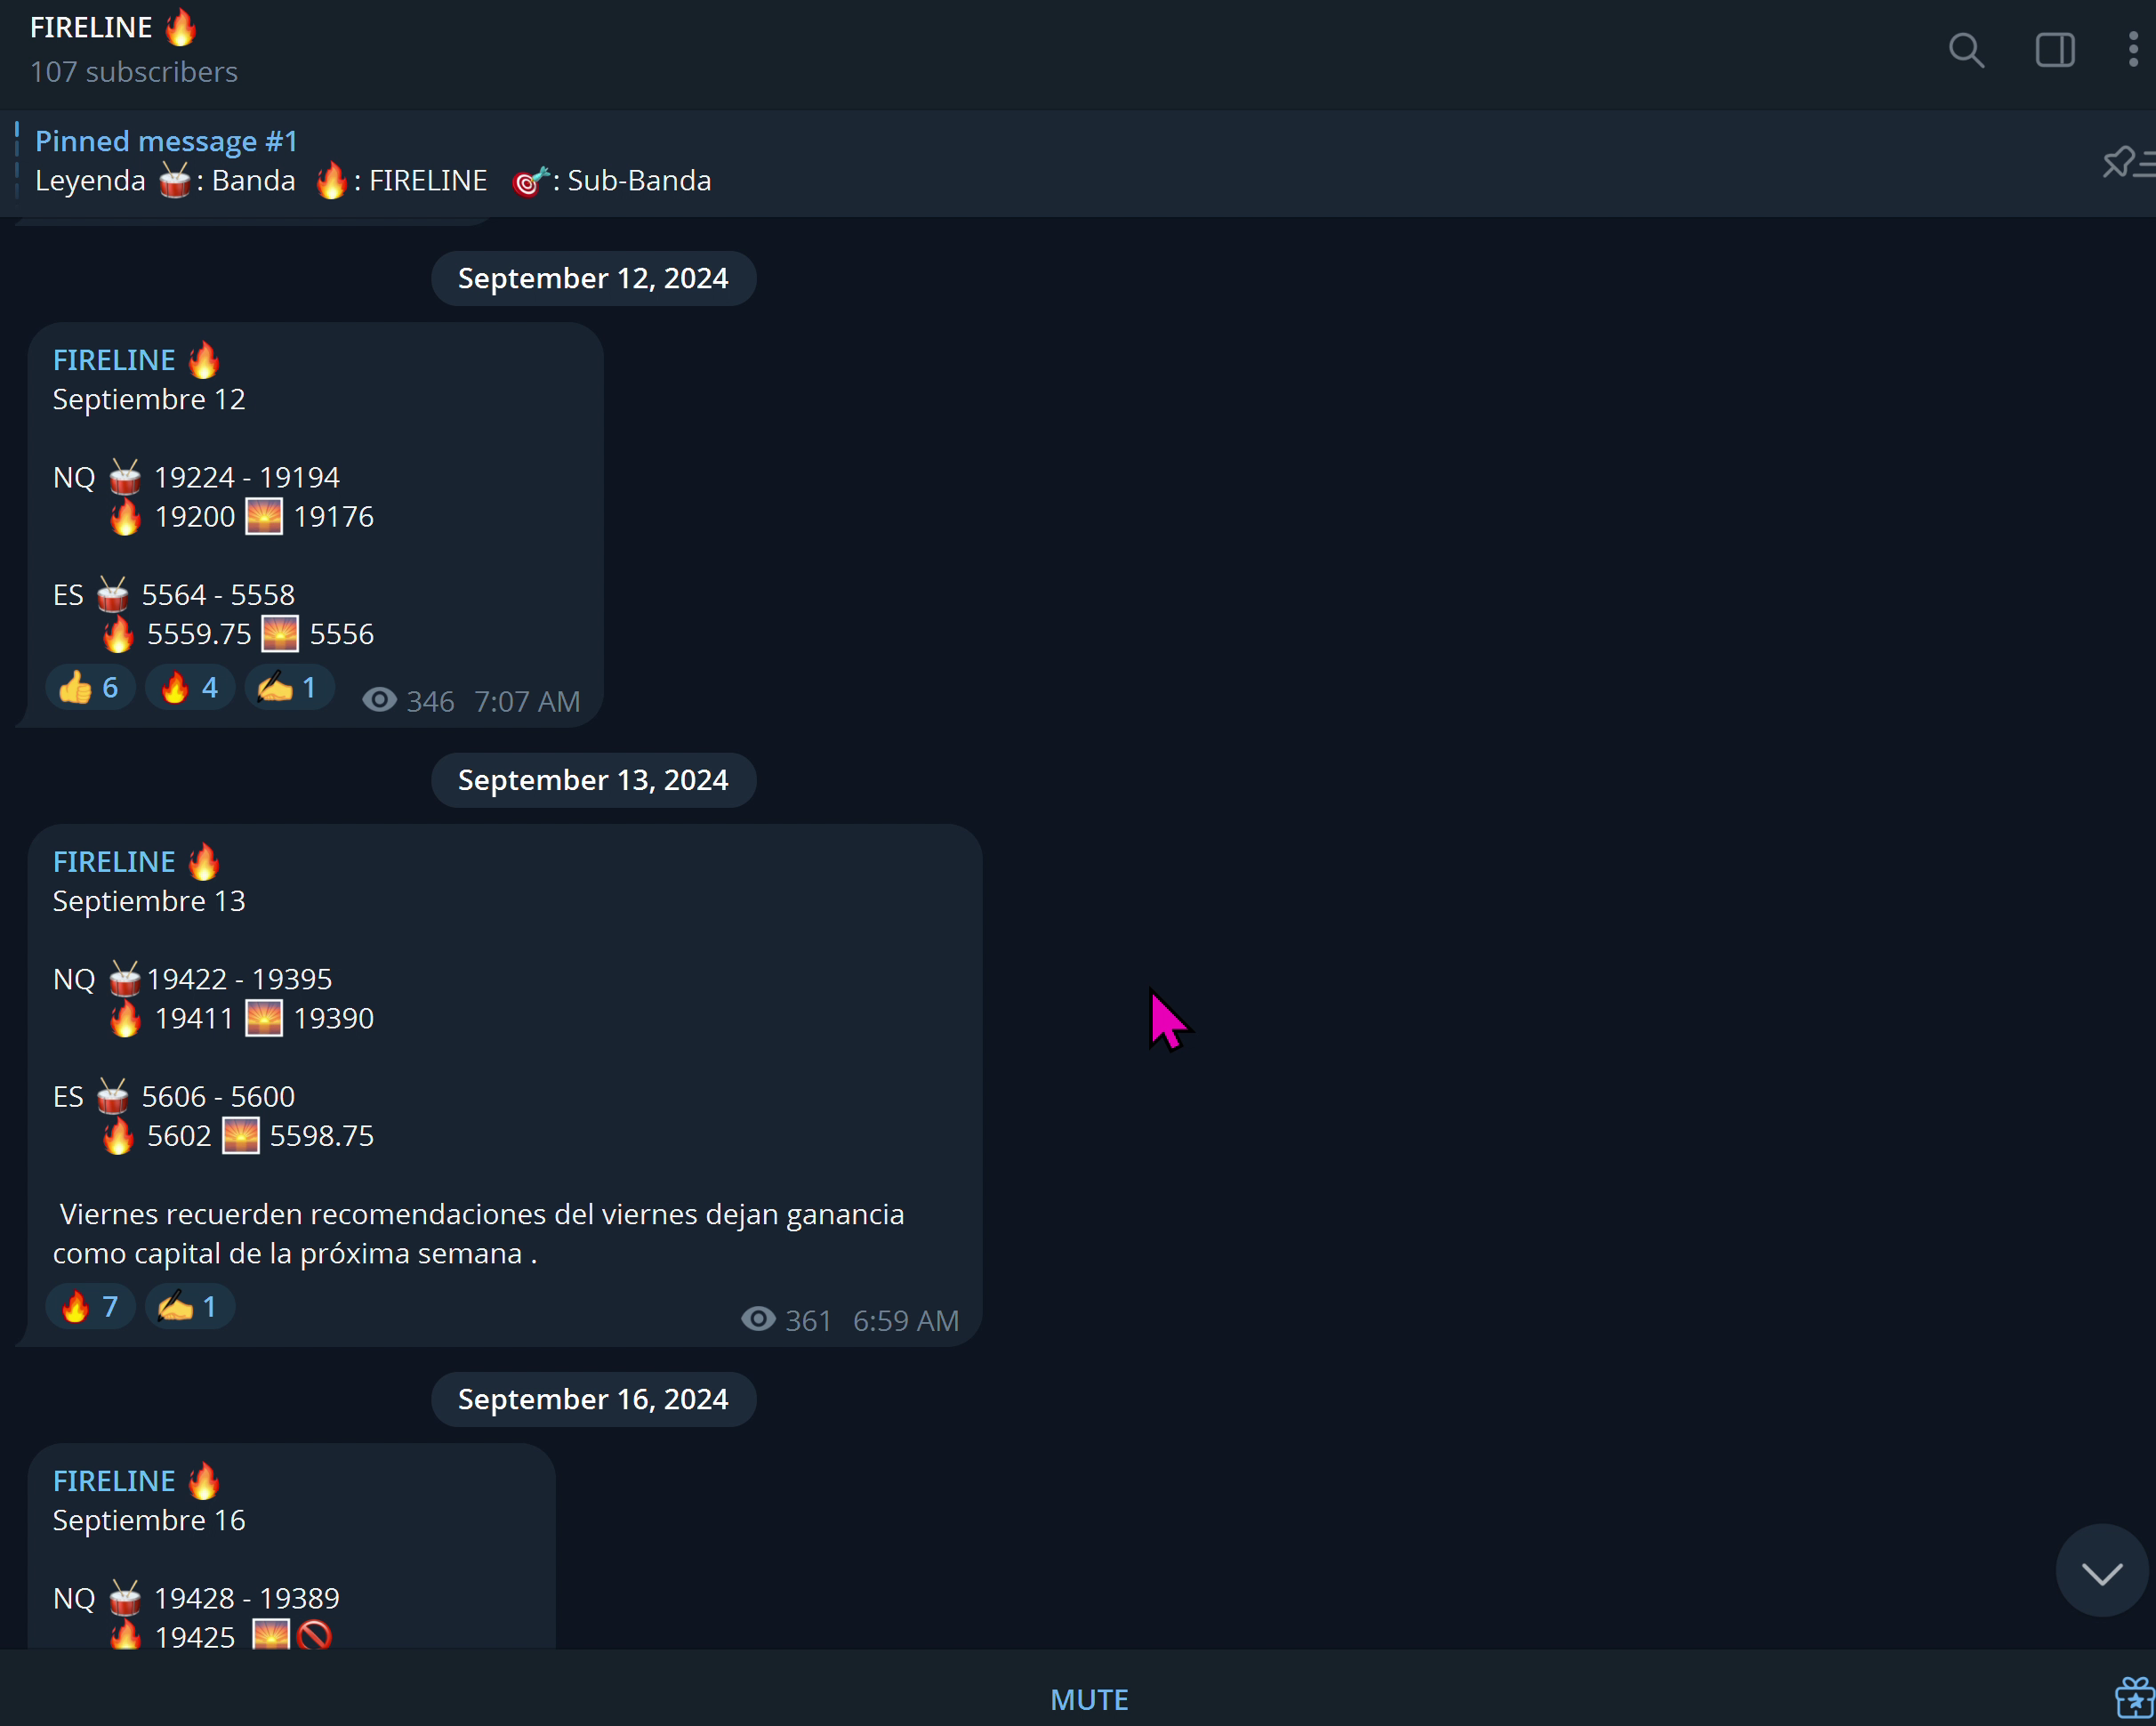 FIRELINE 🔥
107 subscribers
Pinned message #1
Leyenda 🥁: Banda 🔥: FIRELINE 🎯: Sub-Banda
September 12, 2024
FIRELINE 🔥
Septiembre 12
NQ 🥁 19224 - 19194
🔥 19200 🌅 19176
ES 🥁 5564 - 5558
🔥 5559.75 🌅 5556
👍 6 🔥 4 ✍️ 1 346 7:07 AM
September 13, 2024
FIRELINE 🔥
Septiembre 13
NQ 🥁19422 - 19395
🔥 19411 🌅 19390
ES 🥁 5606 - 5600
🔥 5602 🌅 5598.75
Viernes recuerden recomendaciones del viernes dejan ganancia
como capital de la próxima semana .
🔥 7 ✍️ 1 361 6:59 AM
September 16, 2024
FIRELINE 🔥
Septiembre 16
NQ 🥁 19428 - 19389
🔥 19425 🌅🚫
MUTE